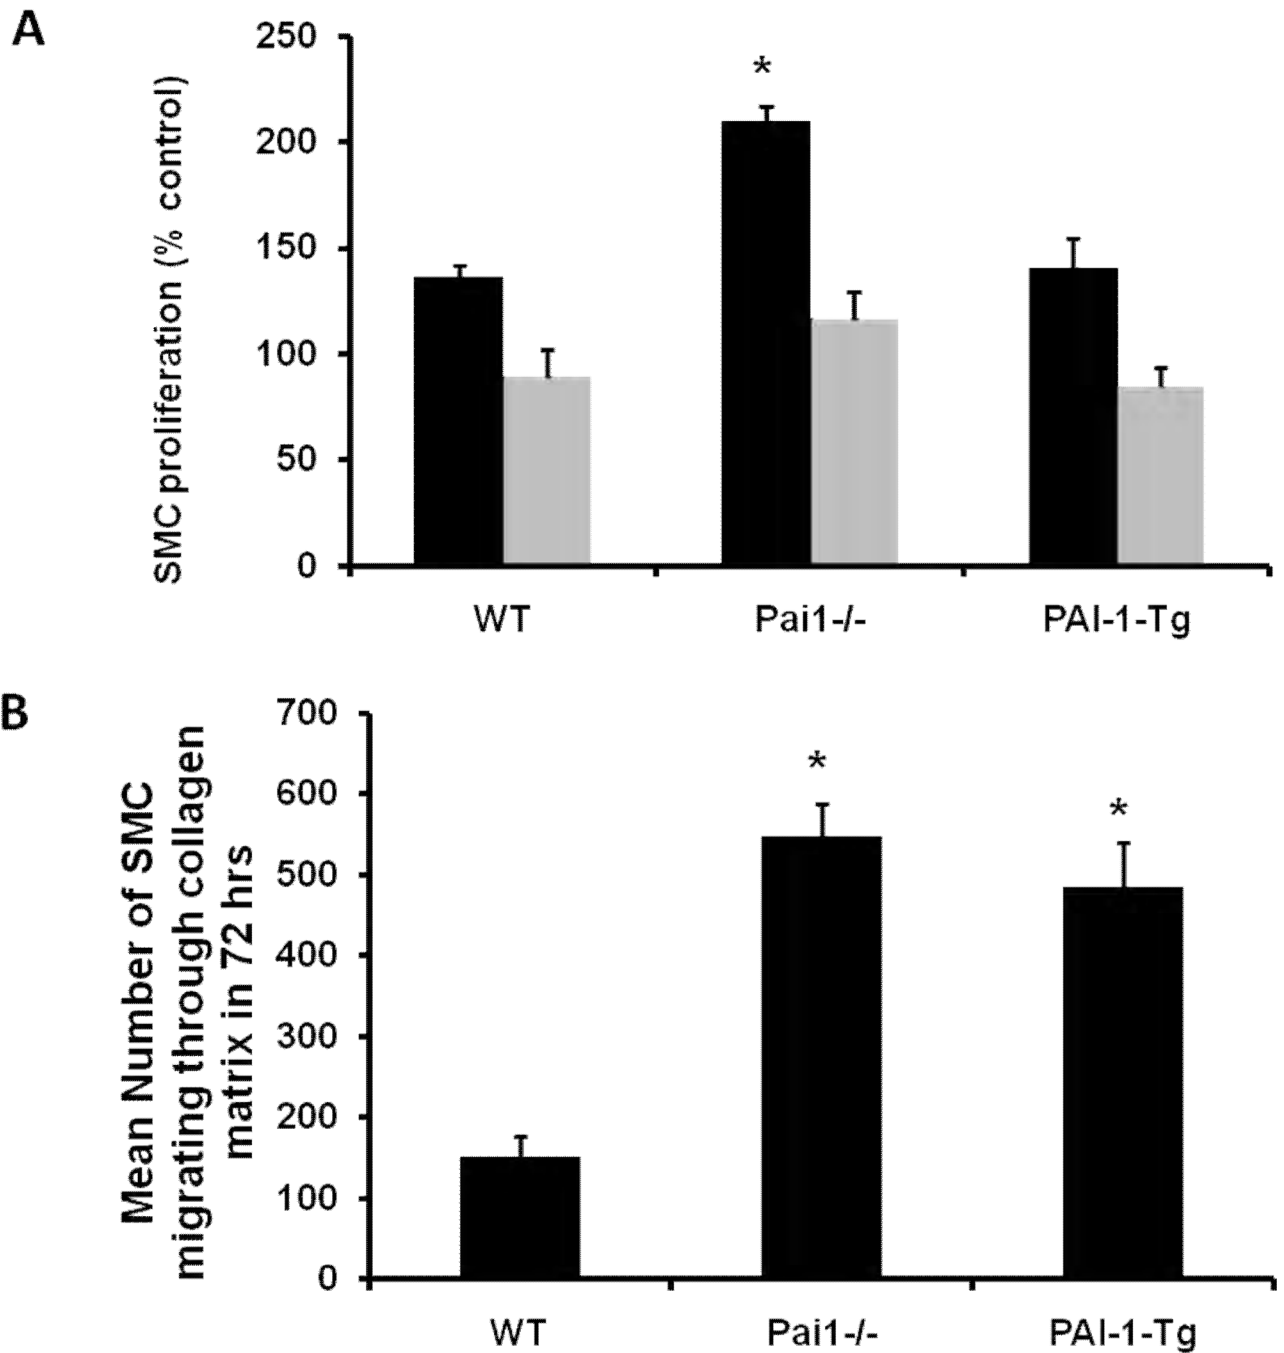 A
SMC proliferation (% control)
250
200
150
100
50
0
*
WT
Pai1-/-
PAI-1-Tg
B
Mean Number of SMC
migrating through collagen
matrix in 72 hrs
700
600
500
400
300
200
100
0
*
*
WT
Pai1-/-
PAI-1-Tg